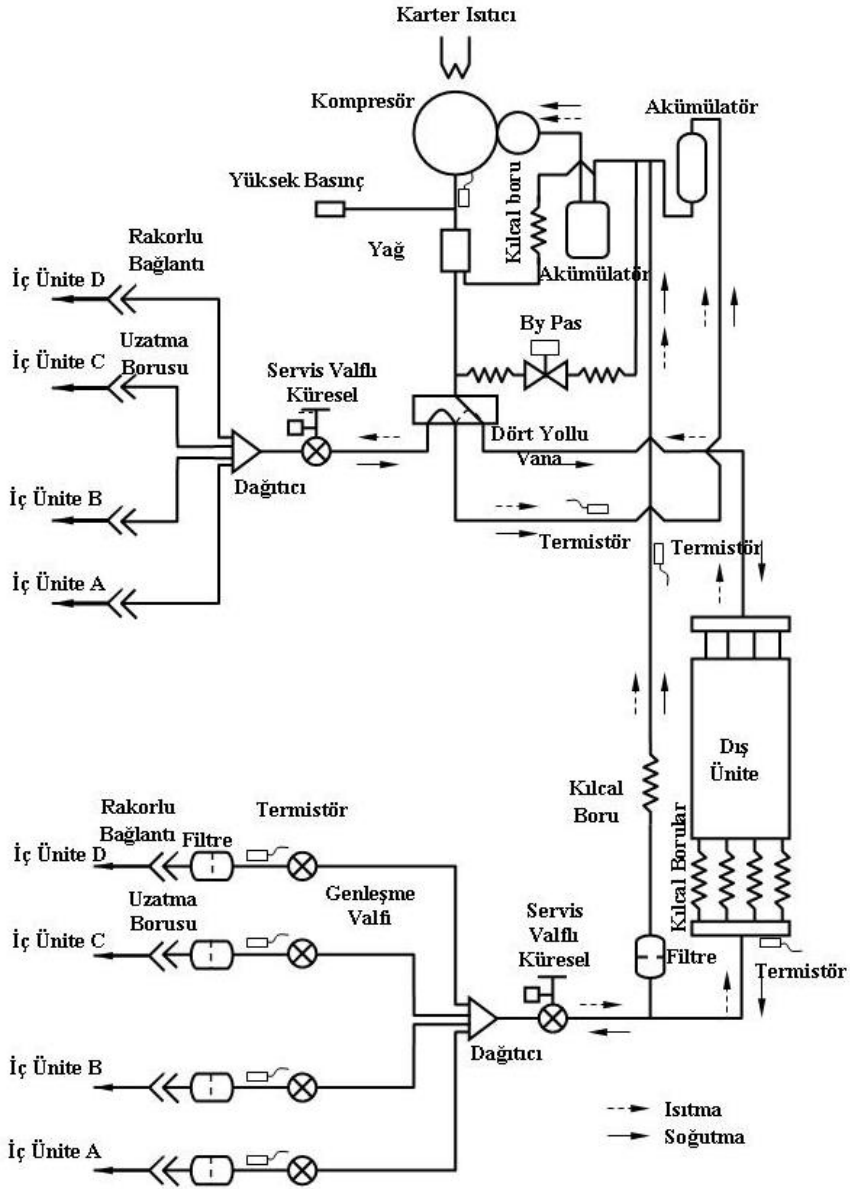 Karter Isıtıcı
Kompresör
Akümülatör
Yüksek Basınç
Kılcal boru
Yağ
Akümülatör
Rakorlu
Bağlantı
İç Ünite D
By Pas
Uzatma
Borusu
İç Ünite C
Servis Valfli
Küresel
Dört Yollu
Vana
Dağıtıcı
İç Ünite B
Termistör
Termistör
İç Ünite A
Dış
Ünite
Kılcal
Boru
Kılcal Borular
Rakorlu
Bağlantı
Filtre
Termistör
İç Ünite D
Uzatma
Borusu
Genleşme
Valfi
Servis
Valfli
Küresel
İç Ünite C
Filtre
Termistör
Dağıtıcı
İç Ünite B
Isıtma
Soğutma
İç Ünite A